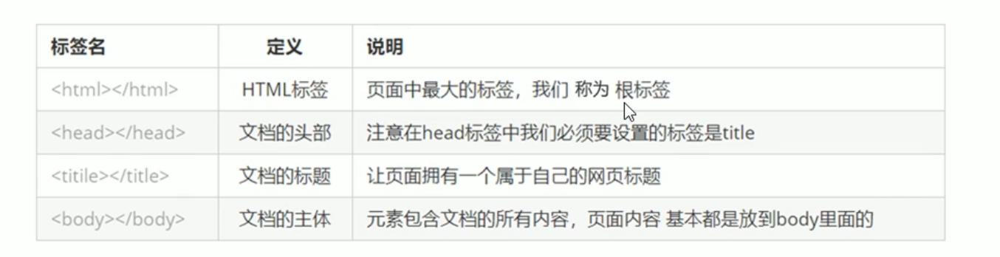 标签名 定义 说明
<html></html> HTML标签 页面中最大的标签，我们 称为 根标签
<head></head> 文档的头部 注意在head标签中我们必须要设置的标签是title
<titile></title> 文档的标题 让页面拥有一个属于自己的网页标题
<body></body> 文档的主体 元素包含文档的所有内容，页面内容 基本都是放到body里面的